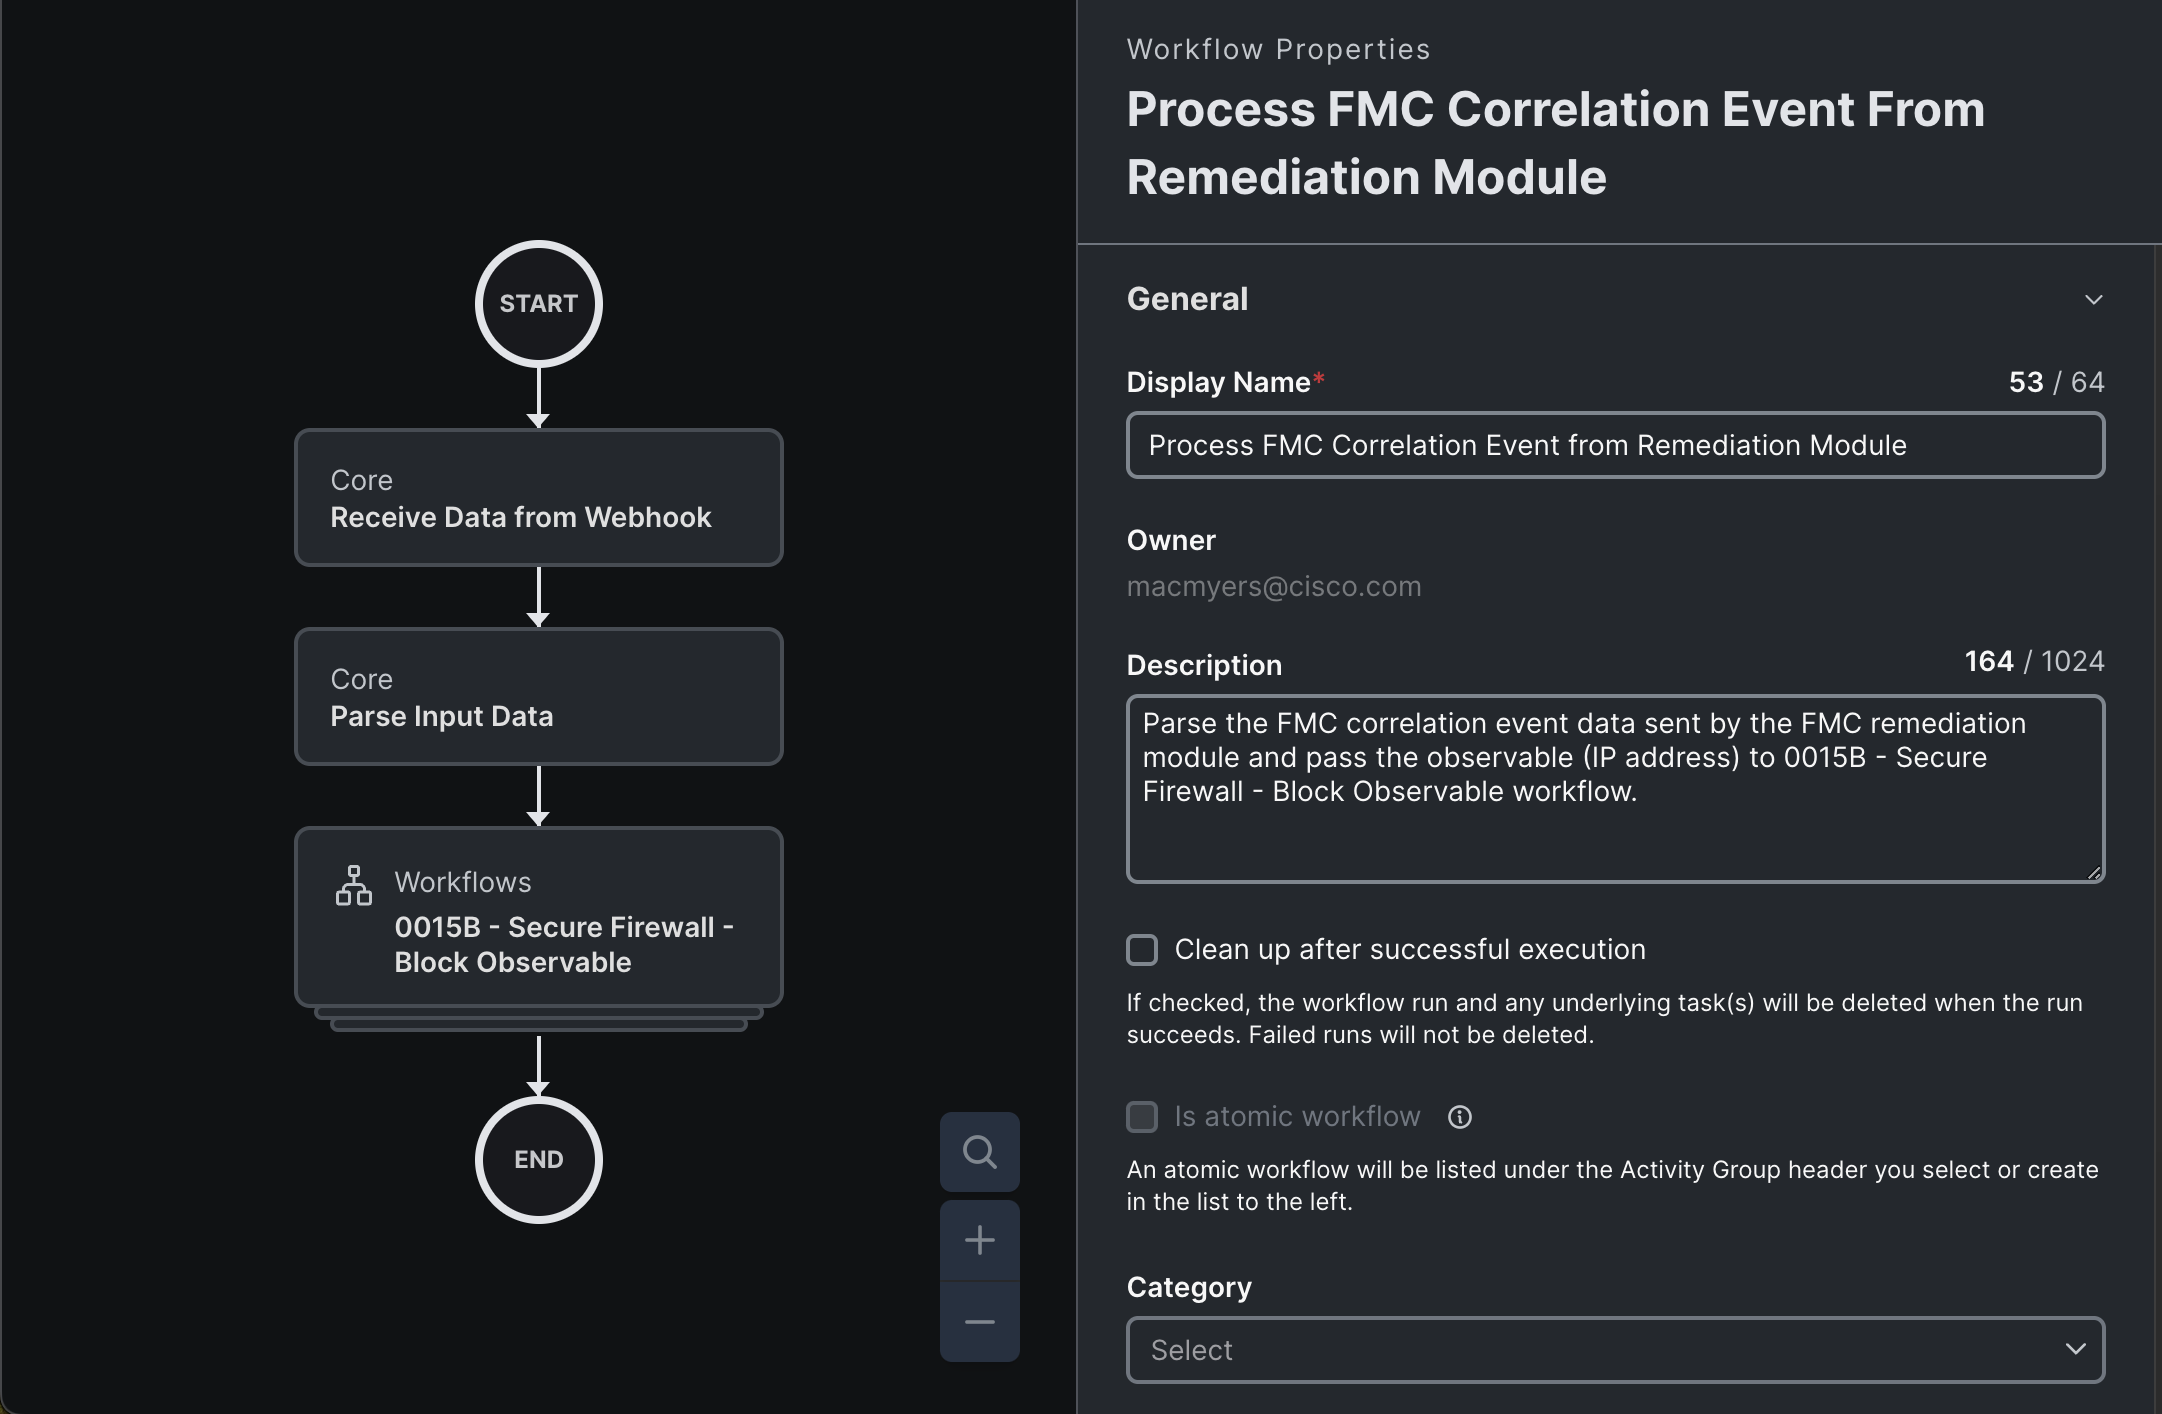 START
Core
Receive Data from Webhook
Core
Parse Input Data
Workflows
0015B - Secure Firewall -
Block Observable
END
Workflow Properties
Process FMC Correlation Event From
Remediation Module
General
Display Name*
53 / 64
Process FMC Correlation Event from Remediation Module
Owner
macmyers@cisco.com
Description
164 / 1024
Parse the FMC correlation event data sent by the FMC remediation
module and pass the observable (IP address) to 0015B - Secure
Firewall - Block Observable workflow.
Clean up after successful execution
If checked, the workflow run and any underlying task(s) will be deleted when the run
succeeds. Failed runs will not be deleted.
Is atomic workflow
An atomic workflow will be listed under the Activity Group header you select or create
in the list to the left.
Category
Select